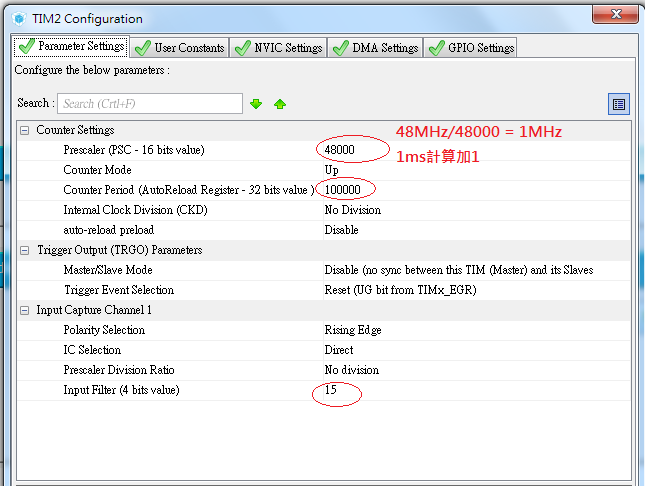 TIM2 Configuration
Parameter Settings User Constants NVIC Settings DMA Settings GPIO Settings
Configure the below parameters :
Search : Search (Crtl+F)
48MHz/48000 = 1MHz
Counter Settings
1ms計算加1
Prescaler (PSC - 16 bits value) 48000
Counter Mode Up
Counter Period (AutoReload Register - 32 bits value ) 100000
Internal Clock Division (CKD) No Division
auto-reload preload Disable
Trigger Output (TRGO) Parameters
Master/Slave Mode Disable (no sync between this TIM (Master) and its Slaves
Trigger Event Selection Reset (UG bit from TIMx_EGR)
Input Capture Channel 1
Polarity Selection Rising Edge
IC Selection Direct
Prescaler Division Ratio No division
Input Filter (4 bits value) 15